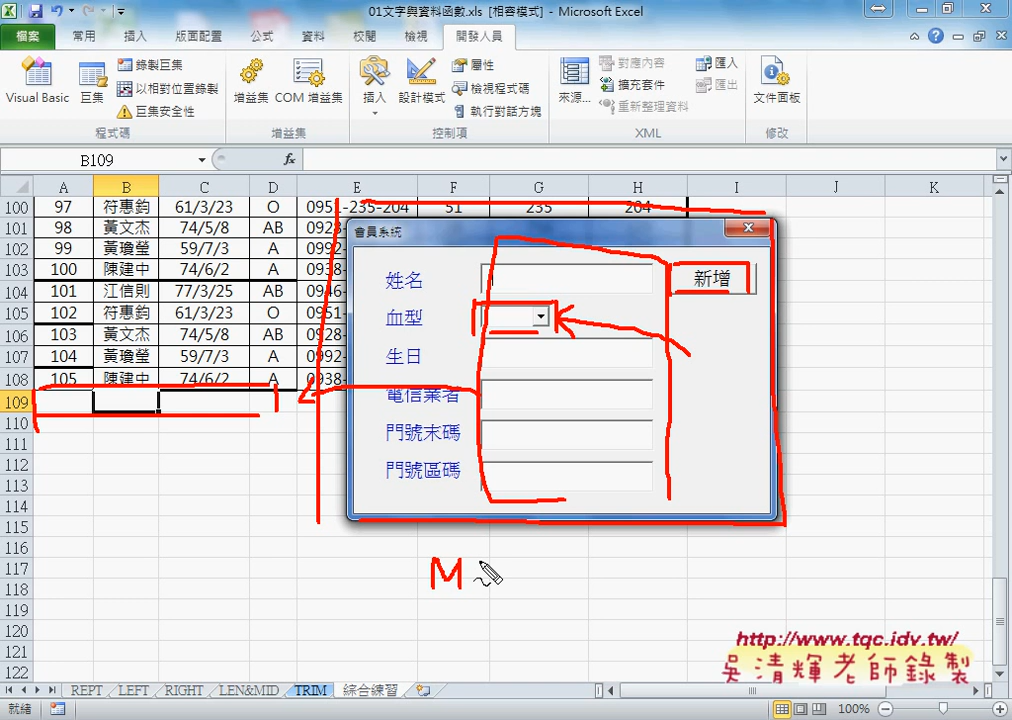 01文字與資料函數.xls [相容模式] - Microsoft Excel
檔案 常用 插入 版面配置 公式 資料 校閱 檢視 開發人員
Visual Basic 巨集 錄製巨集 以相對位置錄製 巨集安全性 程式碼
增益集 COM 增益集 增益集
插入 設計模式 屬性 檢視程式碼 執行對話方塊 控制項
來源... 對應內容 擴充套件 重新整理資料 匯入 匯出 XML
文件面板 修改
B109 fx
A B C D E F G H I J K
100 97 符惠鈞 61/3/23 O 0951-235-204 51 235 204
101 98 黃文杰 74/5/8 AB 0928
102 99 黃瓊瑩 59/7/3 A 0992
103 100 陳建中 74/6/2 A 0938
104 101 江信則 77/3/25 AB 0946
105 102 符惠鈞 61/3/23 O 0951
106 103 黃文杰 74/5/8 AB 0928
107 104 黃瓊瑩 59/7/3 A 0992
108 105 陳建中 74/6/2 A 0938
109
110
111
112
113
114
115
116
117
118
119
120
121
122
會員系統
姓名 新增
血型
生日
電信業者
門號末碼
門號區碼
M
http://www.tqc.idv.tw/
吳清輝老師錄製
REPT LEFT RIGHT LEN&MID TRIM 綜合練習
就緒 100%